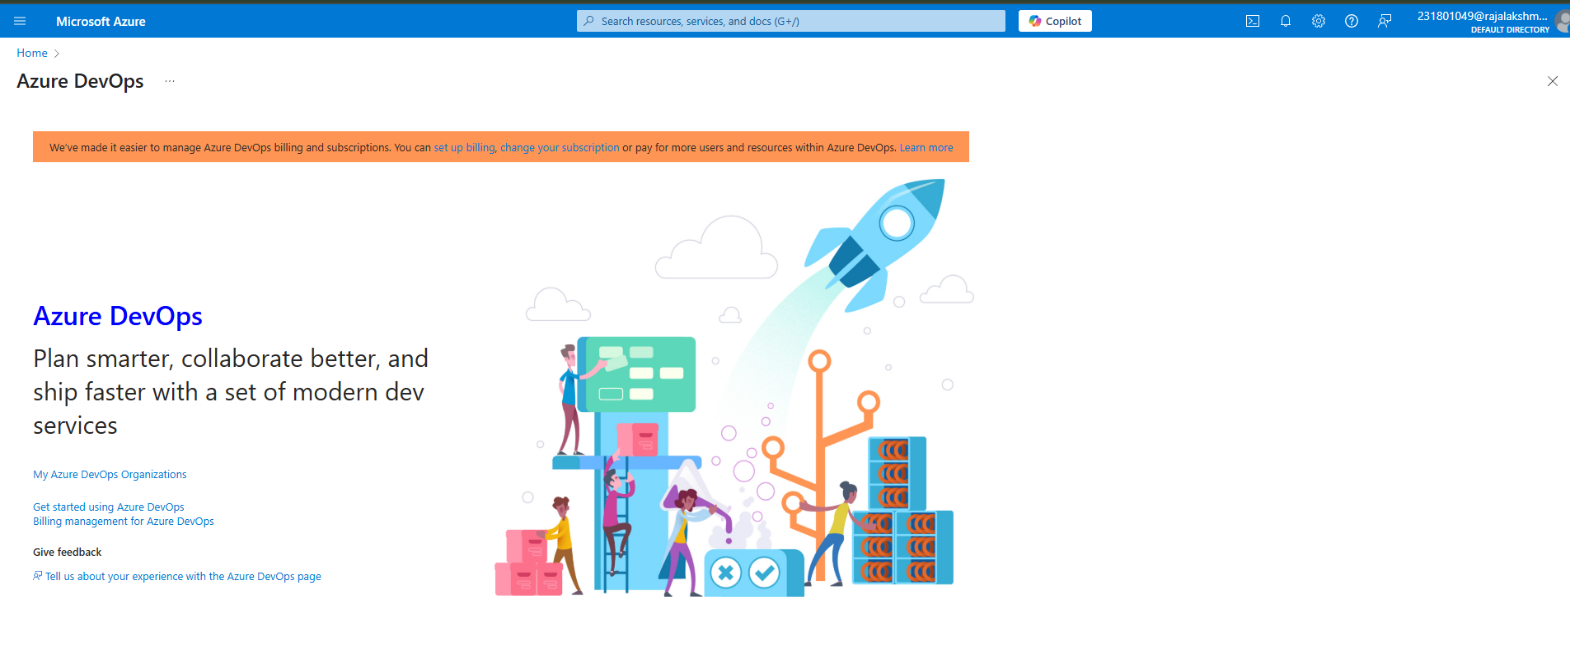 Microsoft Azure
Search resources, services, and docs (G+/)
Copilot
231801049@rajalakshm...
DEFAULT DIRECTORY
Home
Azure DevOps ...
We've made it easier to manage Azure DevOps billing and subscriptions. You can set up billing, change your subscription or pay for more users and resources within Azure DevOps. Learn more
Azure DevOps
Plan smarter, collaborate better, and
ship faster with a set of modern dev
services
My Azure DevOps Organizations
Get started using Azure DevOps
Billing management for Azure DevOps
Give feedback
Tell us about your experience with the Azure DevOps page